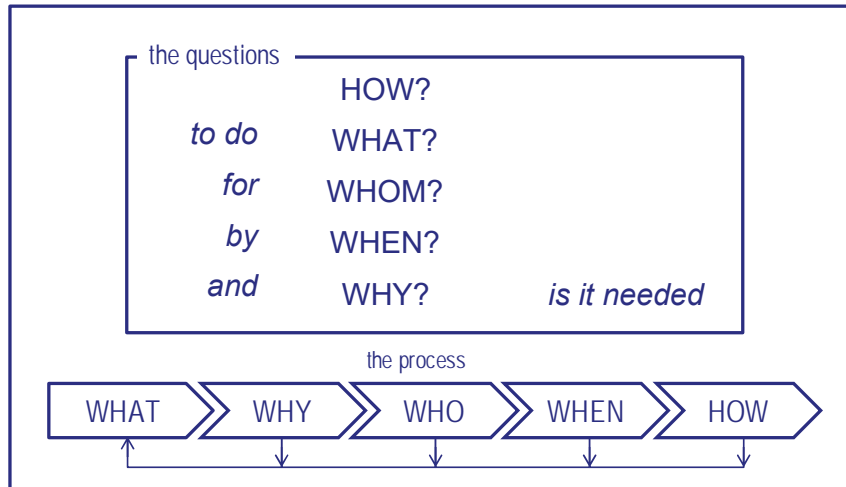 the questions
HOW?
to do WHAT?
for WHOM?
by WHEN?
and WHY? is it needed
the process
WHAT WHY WHO WHEN HOW